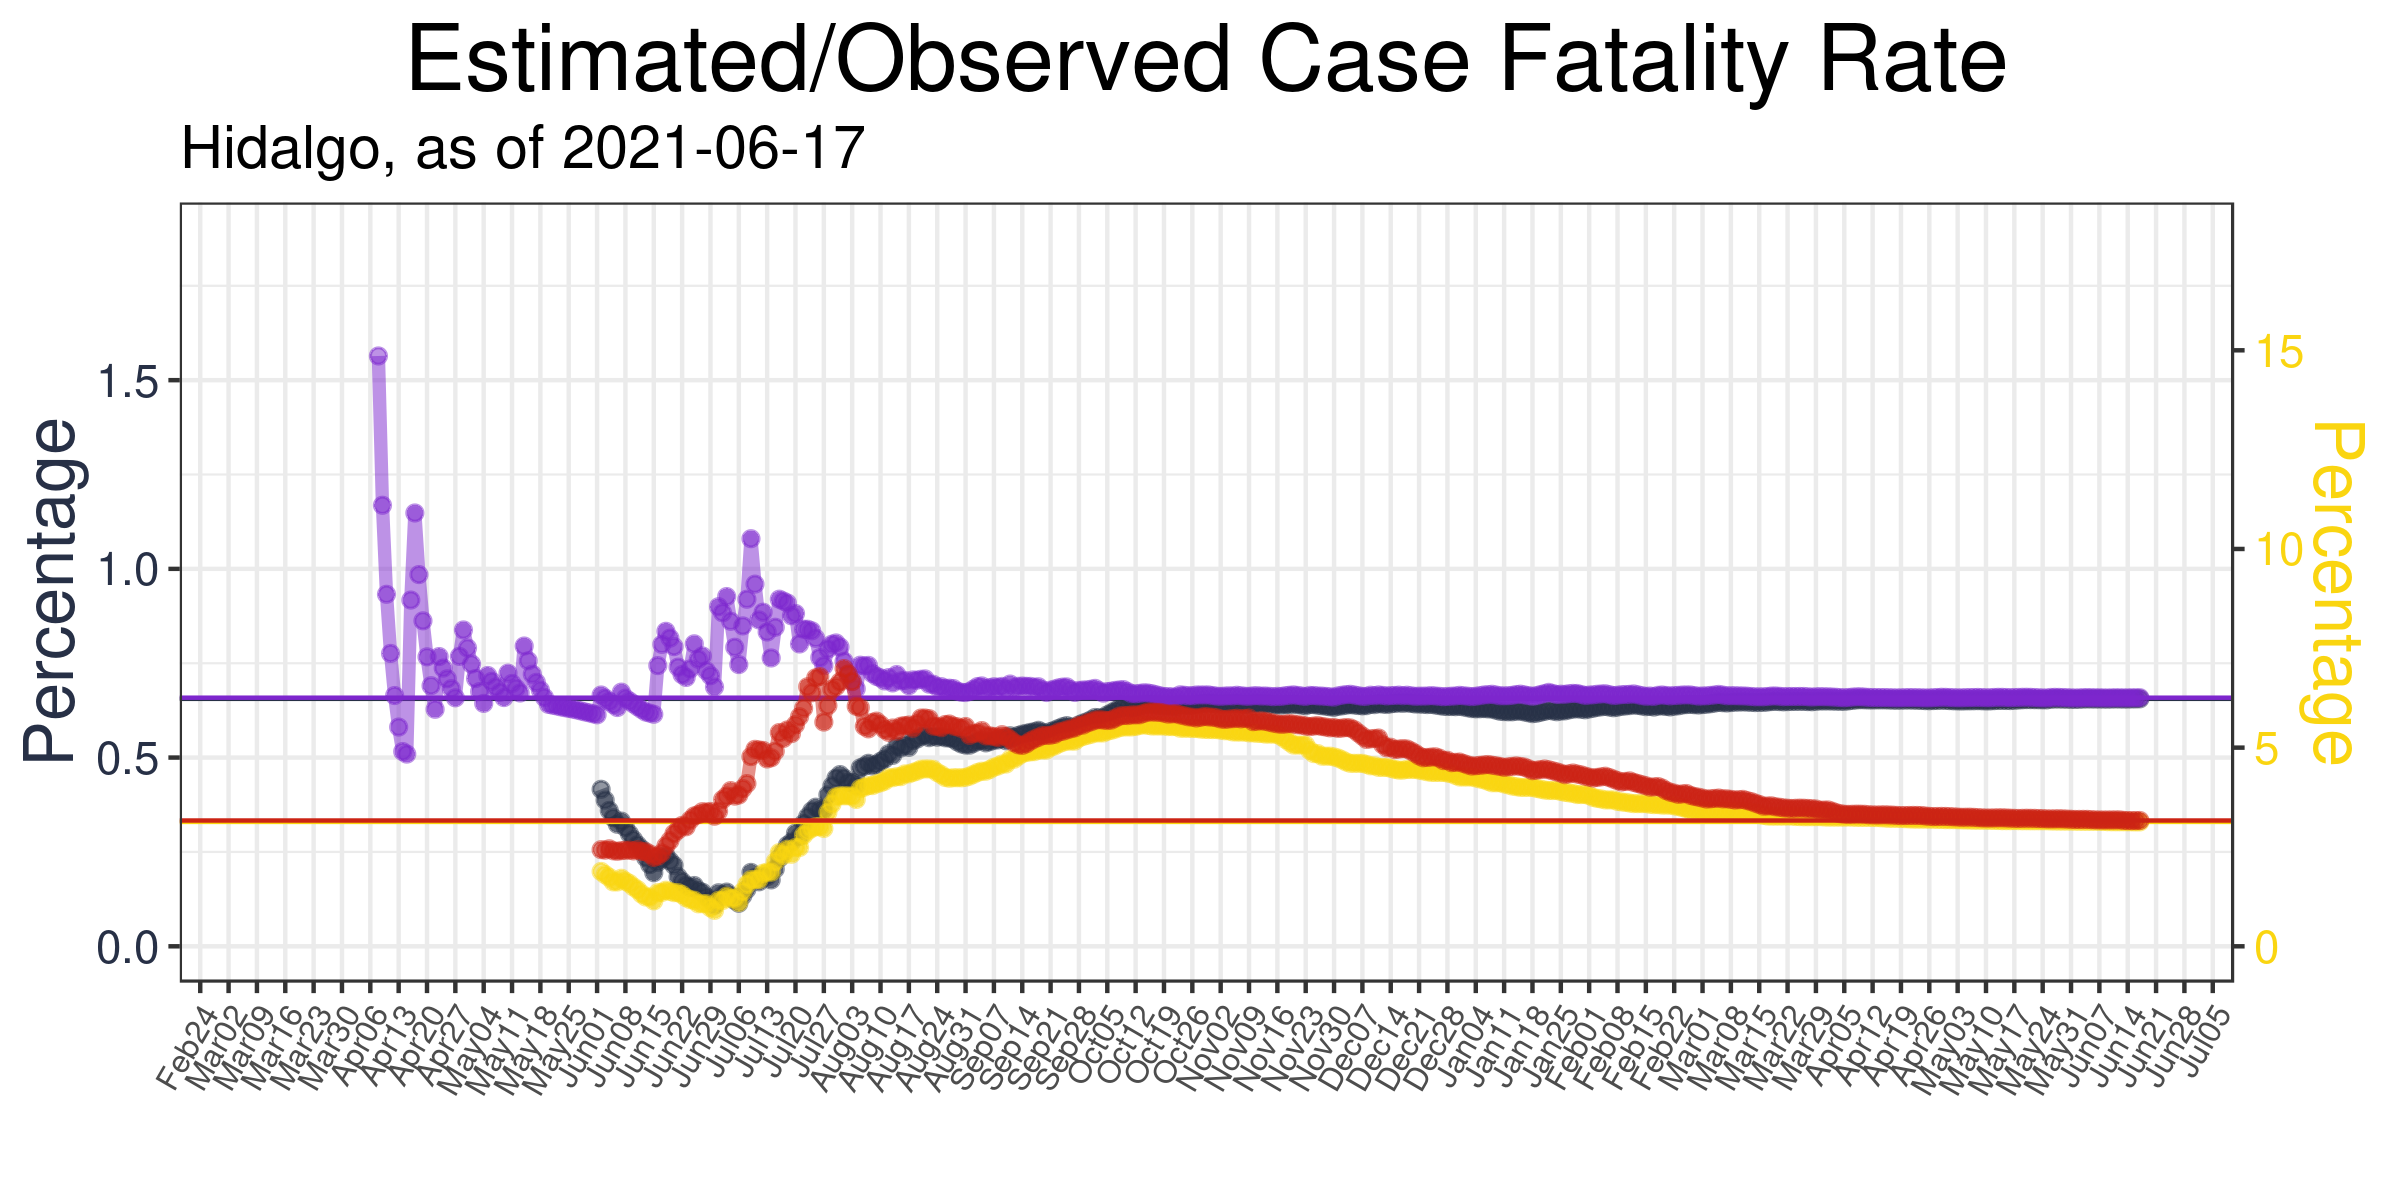 Estimated/Observed Case Fatality Rate
Hidalgo, as of 2021-06-17
Percentage
1.5
1.0
0.5
0.0
15
10
5
0
Percentage
Feb24
Mar02
Mar09
Mar16
Mar23
Mar30
Apr06
Apr13
Apr20
Apr27
May04
May11
May18
May25
Jun01
Jun08
Jun15
Jun22
Jun29
Jul06
Jul13
Jul20
Jul27
Aug03
Aug10
Aug17
Aug24
Aug31
Sep07
Sep14
Sep21
Sep28
Oct05
Oct12
Oct19
Oct26
Nov02
Nov09
Nov16
Nov23
Nov30
Dec07
Dec14
Dec21
Dec28
Jan04
Jan11
Jan18
Jan25
Feb01
Feb08
Feb15
Feb22
Mar01
Mar08
Mar15
Mar22
Mar29
Apr05
Apr12
Apr19
Apr26
May03
May10
May17
May24
May31
Jun07
Jun14
Jun21
Jun28
Jul05